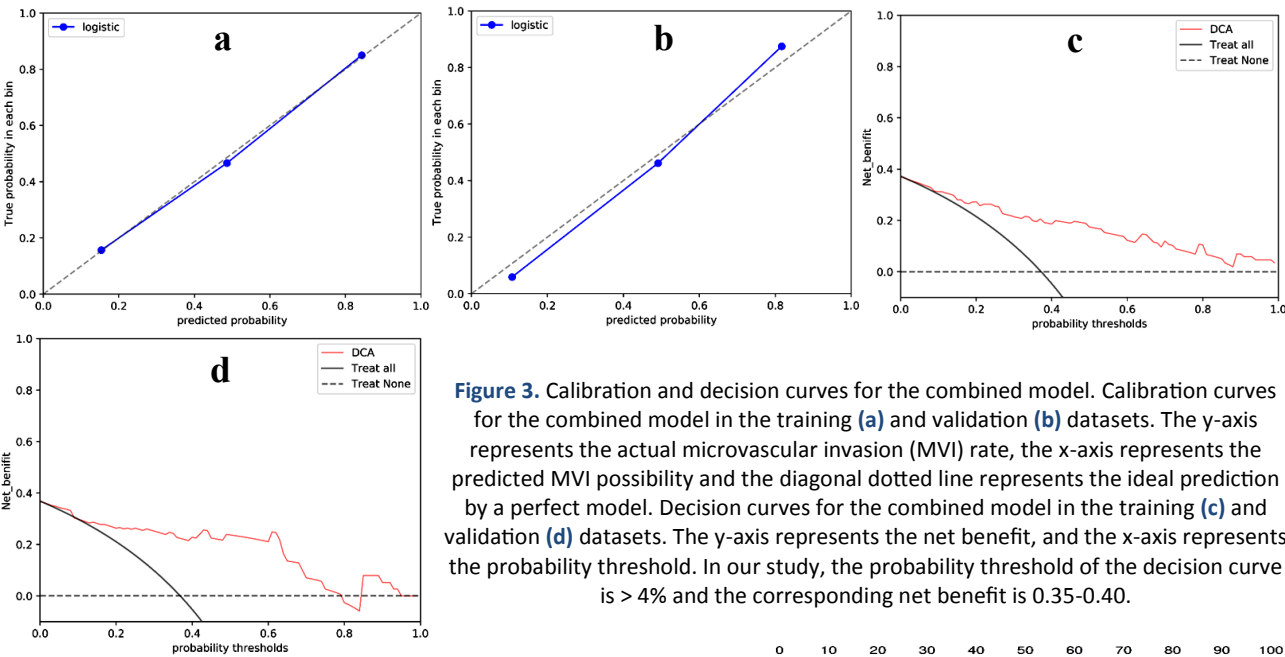 a
logistic
True probability in each bin
1.0
0.8
0.6
0.4
0.2
0.0
0.0 0.2 0.4 0.6 0.8 1.0
predicted probability
b
logistic
True probability in each bin
1.0
0.8
0.6
0.4
0.2
0.0
0.0 0.2 0.4 0.6 0.8 1.0
predicted probability
c
DCA
Treat all
Treat None
Net_benifit
1.0
0.8
0.6
0.4
0.2
0.0
0.0 0.2 0.4 0.6 0.8 1.0
probability thresholds
d
DCA
Treat all
Treat None
Net_benifit
1.0
0.8
0.6
0.4
0.2
0.0
0.0 0.2 0.4 0.6 0.8 1.0
probability thresholds
Figure 3. Calibration and decision curves for the combined model. Calibration curves
for the combined model in the training (a) and validation (b) datasets. The y-axis
represents the actual microvascular invasion (MVI) rate, the x-axis represents the
predicted MVI possibility and the diagonal dotted line represents the ideal prediction
by a perfect model. Decision curves for the combined model in the training (c) and
validation (d) datasets. The y-axis represents the net benefit, and the x-axis represents
the probability threshold. In our study, the probability threshold of the decision curve
is > 4% and the corresponding net benefit is 0.35-0.40.
0 10 20 30 40 50 60 70 80 90 100